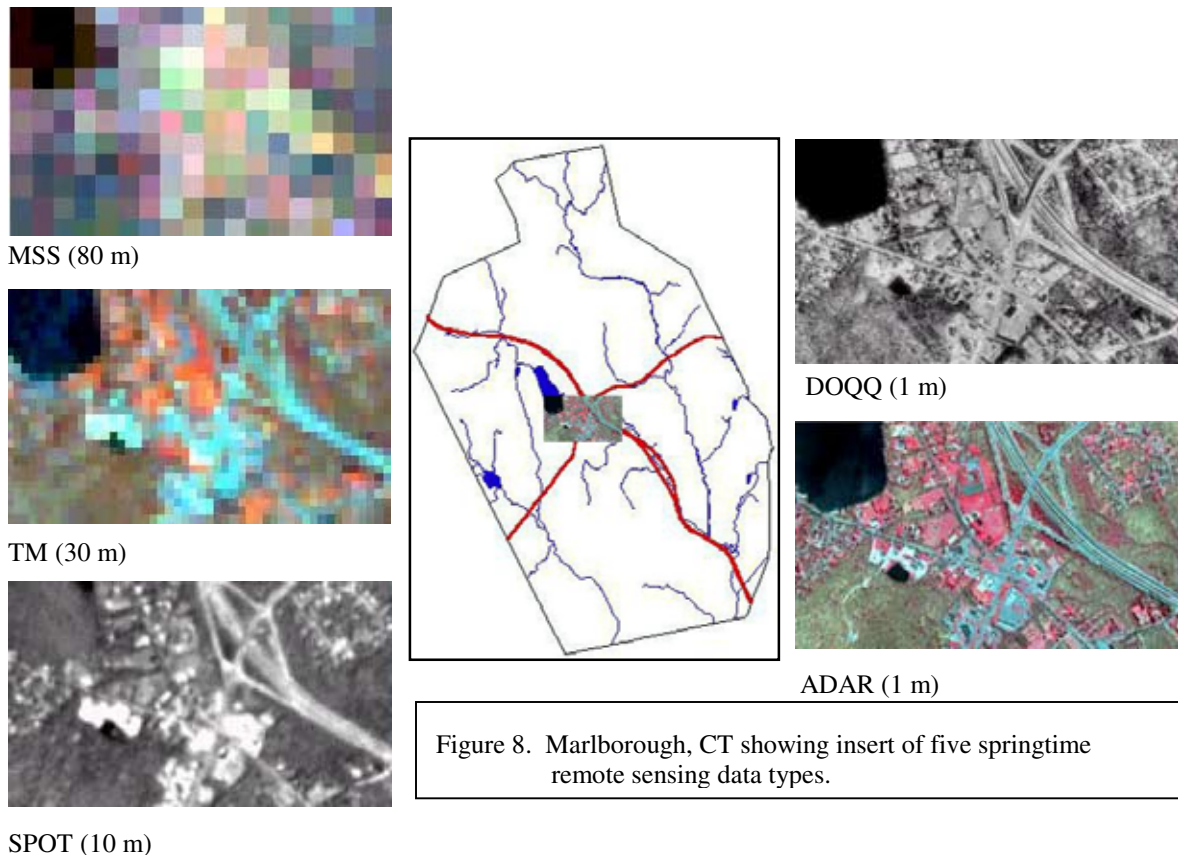 MSS (80 m)
TM (30 m)
SPOT (10 m)
DOQQ (1 m)
ADAR (1 m)
Figure 8. Marlborough, CT showing insert of five springtime
remote sensing data types.